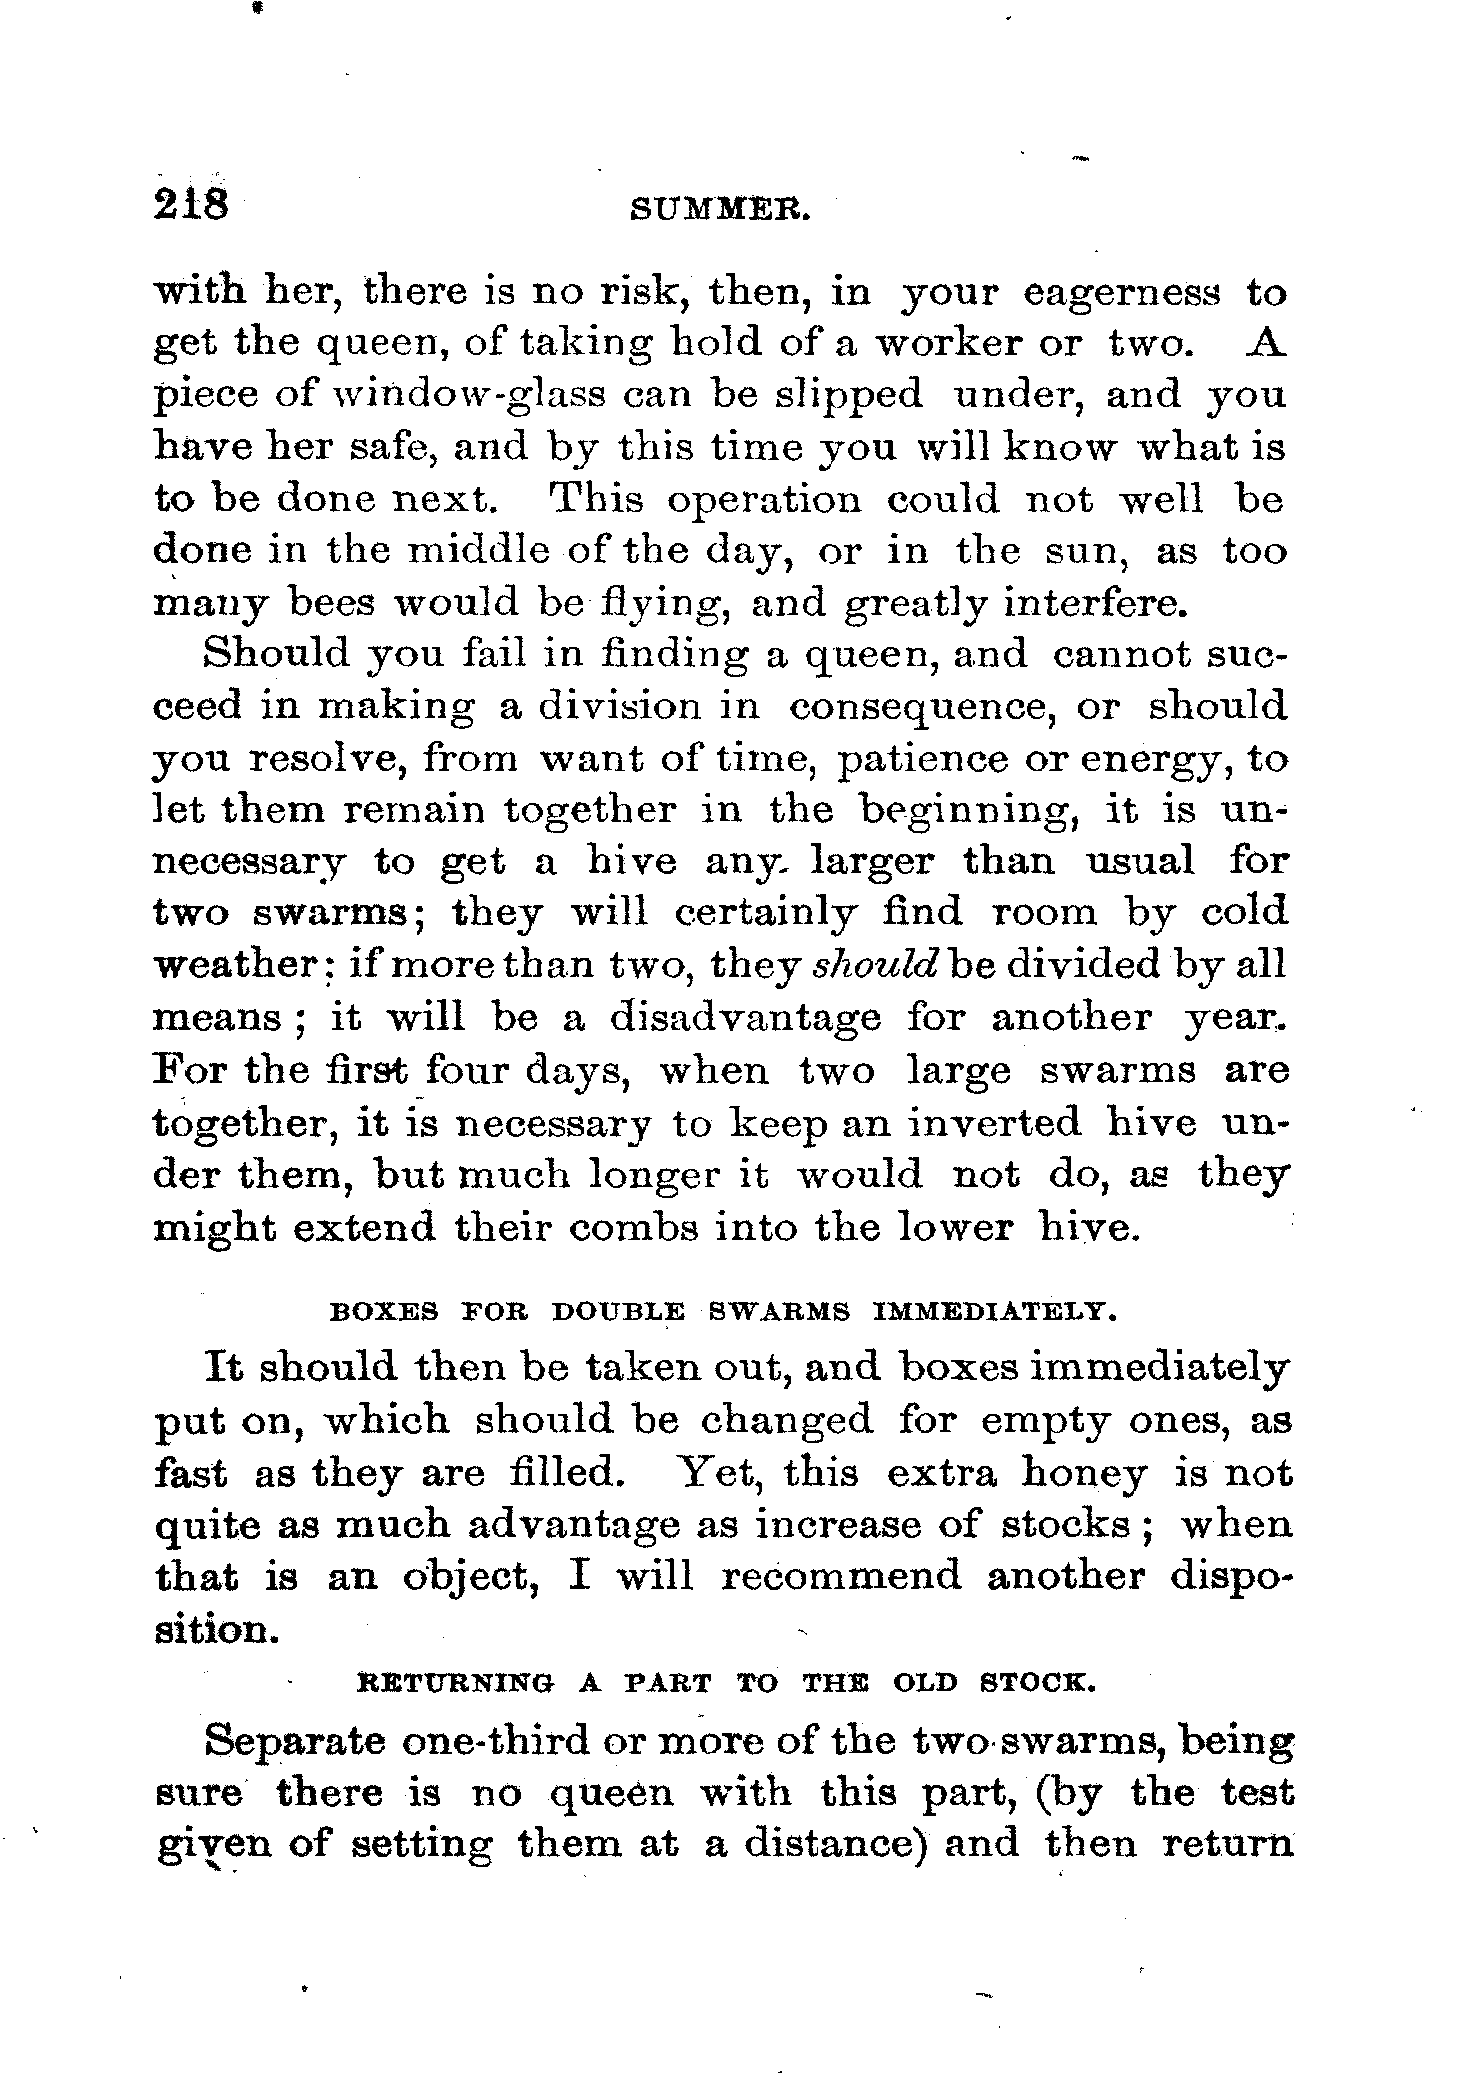 218 SUMMER.
with her, there is no risk, then, in your eagerness to
get the queen, of taking hold of a worker or two. A
piece of window-glass can be slipped under, and you
have her safe, and by this time you will know what is
to be done next. This operation could not well be
done in the middle of the day, or in the sun, as too
many bees would be flying, and greatly interfere.
Should you fail in finding a queen, and cannot suc-
ceed in making a division in consequence, or should
you resolve, from want of time, patience or energy, to
let them remain together in the beginning, it is un-
necessary to get a hive any larger than usual for
two swarms; they will certainly find room by cold
weather; if more than two, they should be divided by all
means; it will be a disadvantage for another year.
For the first four days, when two large swarms are
together, it is necessary to keep an inverted hive un-
der them, but much longer it would not do, as they
might extend their combs into the lower hive.
BOXES FOR DOUBLE SWARMS IMMEDIATELY.
It should then be taken out, and boxes immediately
put on, which should be changed for empty ones, as
fast as they are filled. Yet, this extra honey is not
quite as much advantage as increase of stocks; when
that is an object, I will recommend another dispo-
sition.
RETURNING A PART TO THE OLD STOCK.
Separate one-third or more of the two swarms, being
sure there is no queen with this part, (by the test
given of setting them at a distance) and then return